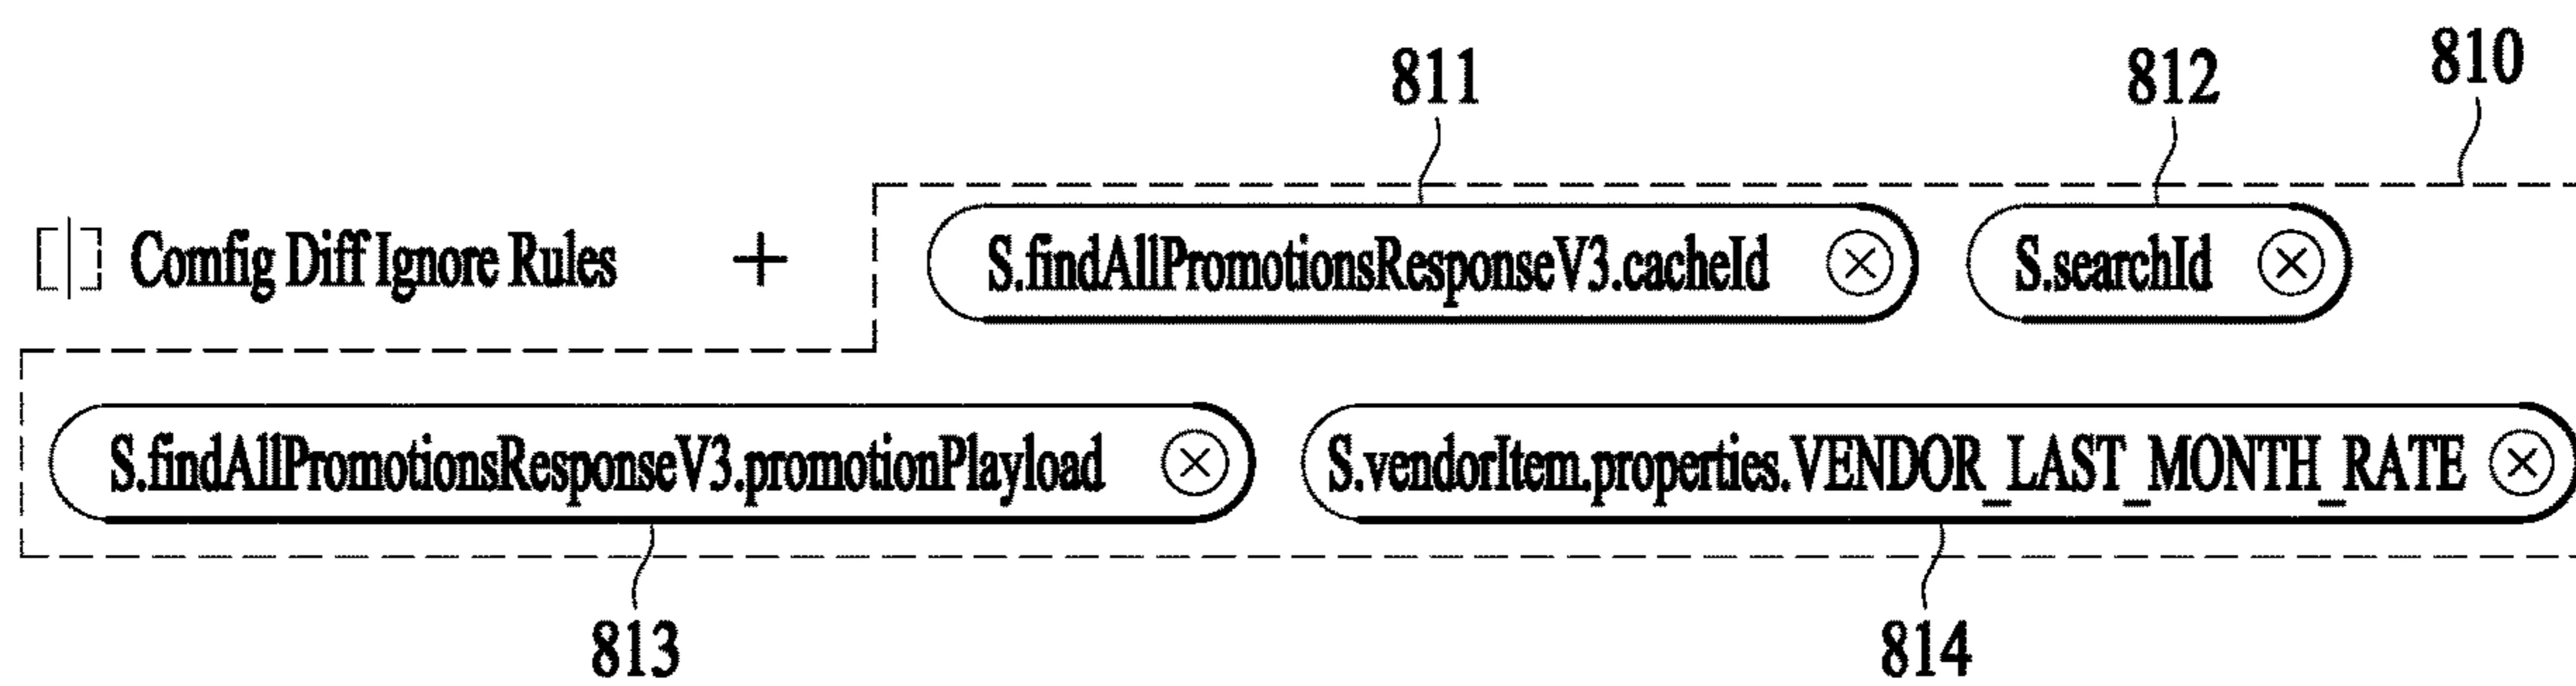 811 812 810
Comfig Diff Ignore Rules + S.findAllPromotionsResponseV3.cacheId S.searchId
S.findAllPromotionsResponseV3.promotionPlayload S.vendorItem.properties.VENDOR_LAST_MONTH_RATE
813 814